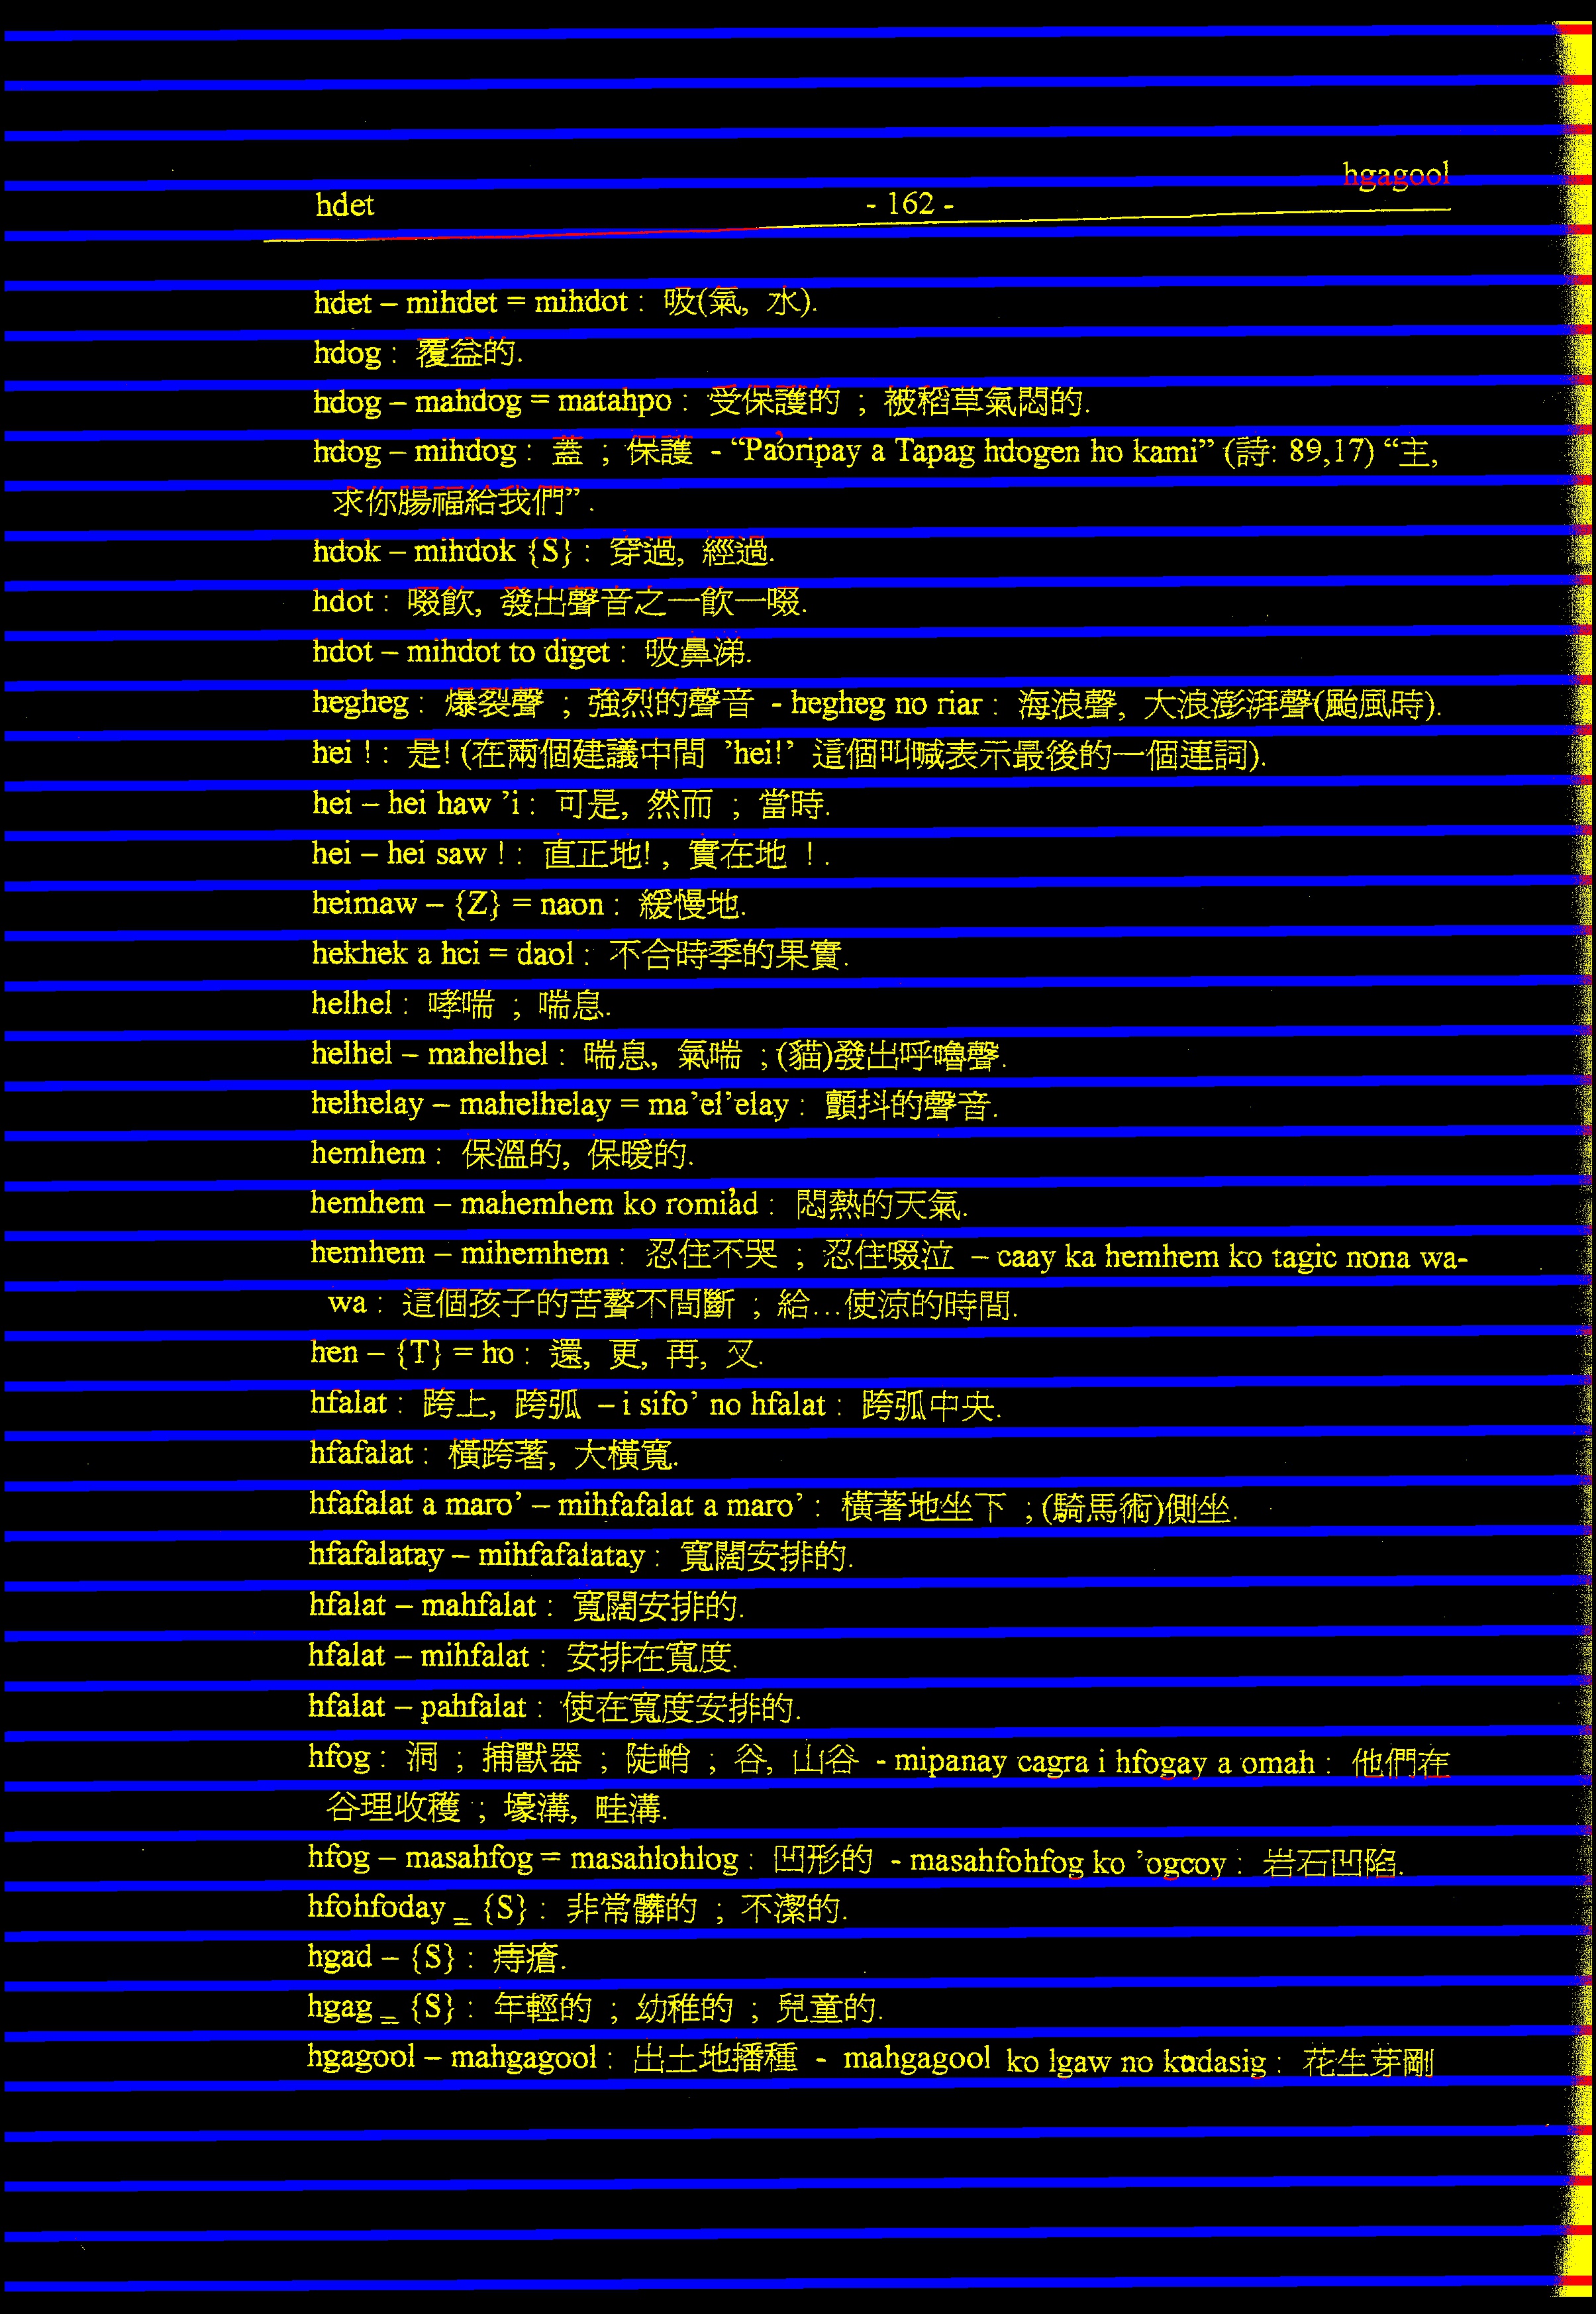 hdet - 162 - hgagool
hdet – mihdet = mihdot : 吸(氣, 水).
hdog : 覆益的.
hdog – mahdog = matahpo : 受保護的 ; 被稻草氣悶的.
hdog – mihdog : 蓋 ; 保護 - “Pa'oripay a Tapag hdogen ho kami” (詩: 89,17) “主,
求你腸福給我們”.
hdok – mihdok {S} : 穿過, 經過.
hdot : 啜飲, 發出聲音之一飲一啜.
hdot – mihdot to diget : 吸鼻涕.
hegheg : 爆裂聲 ; 強烈的聲音 - hegheg no riar : 海浪聲, 大浪澎湃聲(颱風時).
hei ! : 是! (在兩個建議中間 ’hei!’ 這個叫喊表示最後的一個連詞).
hei – hei haw ’i : 可是, 然而 ; 當時.
hei – hei saw ! : 直正地! , 實在地 ! .
heimaw – {Z} = naon : 緩慢地.
hekhek a hei = daol : 不合時季的果實.
helhel : 哮喘 ; 喘息.
helhel – mahelhel : 喘息, 氣喘 ; (貓)發出呼嚕聲.
helhelay – mahelhelay = ma’el’elay : 顫抖的聲音.
hemhem : 保溫的, 保暖的.
hemhem – mahemhem ko romi'ad : 悶熱的天氣.
hemhem – mihemhem : 忍住不哭 ; 忍住啜泣 – caay ka hemhem ko tagic nona wa-
wa : 這個孩子的苦聲不間斷 ; 給…使涼的時間.
hen – {T} = ho : 還, 更, 再, 又.
hfalat : 跨上, 跨弧 – i sifo’ no hfalat : 跨弧中央.
hfafalat : 橫跨著, 大橫寬.
hfafalat a maro’ – mihfafalat a maro’ : 橫著地坐下 ; (騎馬術)側坐.
hfafalatay – mihfafalatay : 寬闊安排的.
hfalat – mahfalat : 寬闊安排的.
hfalat – mihfalat : 安排在寬度.
hfalat – pahfalat : 使在寬度安排的.
hfog : 洞 ; 捕獸器 ; 陡峭 ; 谷, 山谷 - mipanay cagra i hfogay a omah : 他們在
谷理收穫 ; 壕溝, 畦溝.
hfog – masahfog = masahlohlog : 凹形的 - masahfohfog ko ’ogcoy : 岩石凹陷.
hfohfoday _ {S} : 非常髒的 ; 不潔的.
hgad – {S} : 痔瘡.
hgag _ {S} : 年輕的 ; 幼稚的 ; 兒童的.
hgagool – mahgagool : 出土地播種 - mahgagool ko lgaw no kadasig : 花生芽剛